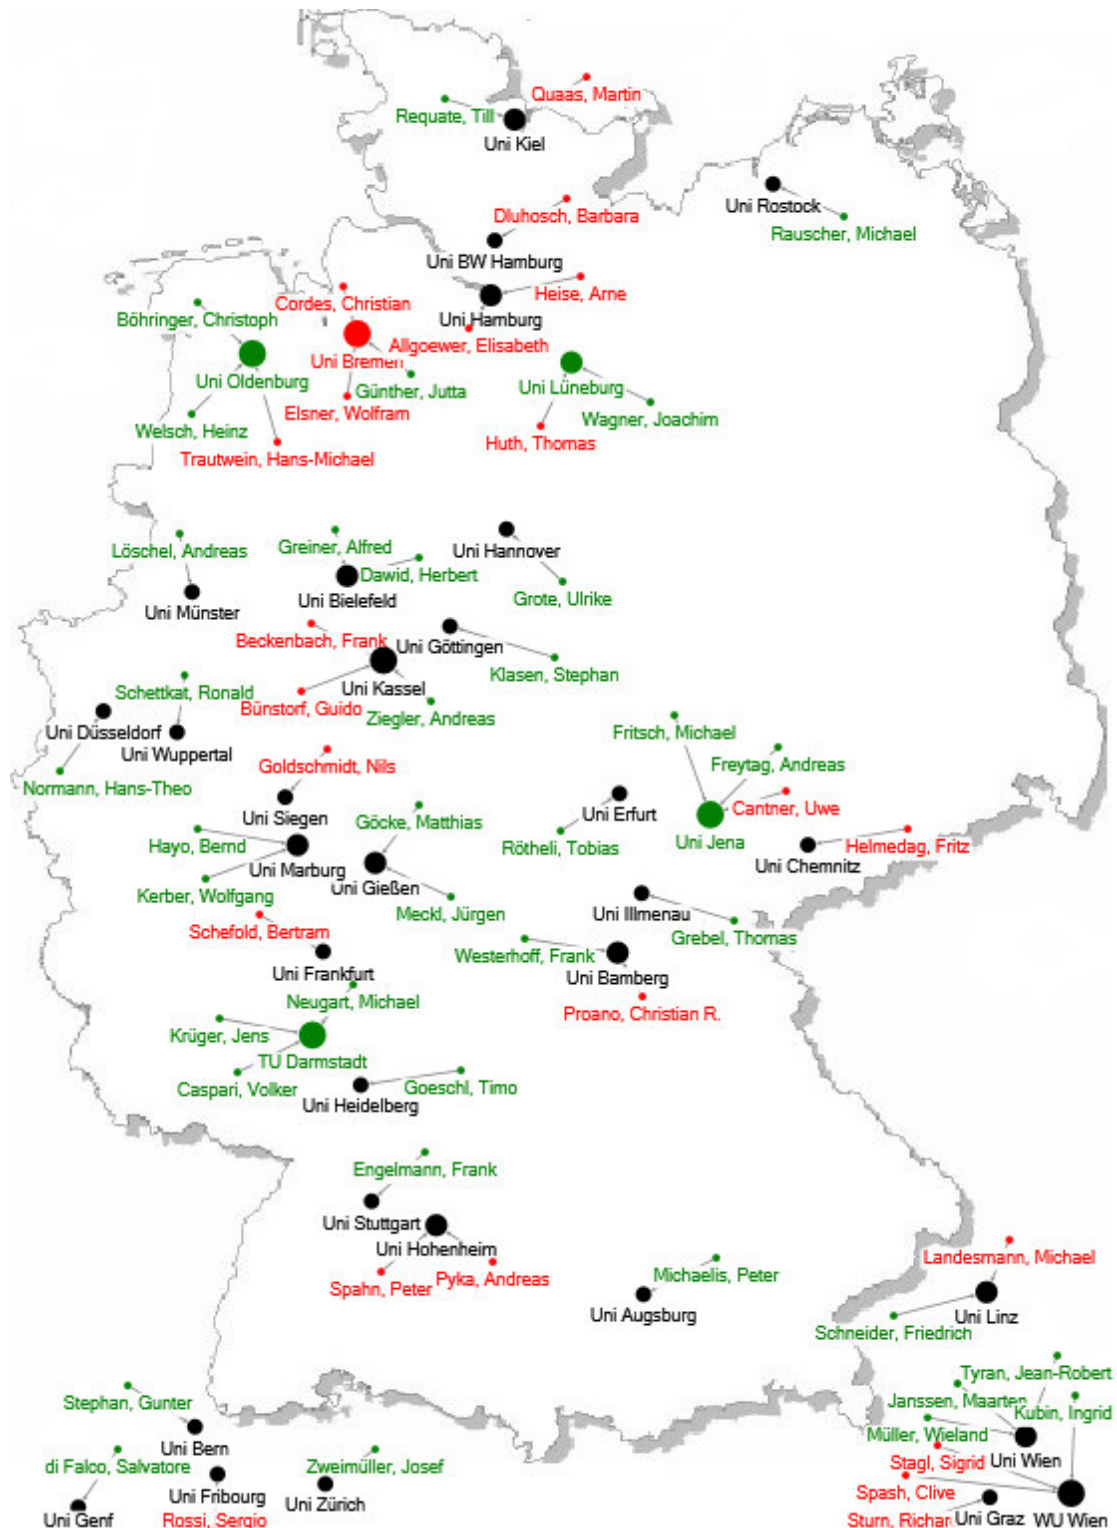 Quaas, Martin
Requate, Till
Uni Kiel
Uni Rostock
Dluhosch, Barbara
Rauscher, Michael
Uni BW Hamburg
Heise, Arne
Cordes, Christian
Böhringer, Christoph
Uni Hamburg
Allgoewer, Elisabeth
Uni Bremen
Uni Oldenburg
Günther, Jutta
Uni Lüneburg
Elsner, Wolfram
Wagner, Joachim
Welsch, Heinz
Huth, Thomas
Trautwein, Hans-Michael
Greiner, Alfred
Löschel, Andreas
Uni Hannover
Dawid, Herbert
Uni Bielefeld
Grote, Ulrike
Uni Münster
Beckenbach, Frank
Uni Göttingen
Klasen, Stephan
Uni Kassel
Schettkat, Ronald
Bünstorf, Guido
Ziegler, Andreas
Uni Düsseldorf
Fritsch, Michael
Uni Wuppertal
Goldschmidt, Nils
Freytag, Andreas
Normann, Hans-Theo
Cantner, Uwe
Uni Siegen
Göcke, Matthias
Uni Erfurt
Hayo, Bernd
Rötheli, Tobias
Uni Jena
Helmedag, Fritz
Uni Chemnitz
Uni Marburg
Uni Gießen
Kerber, Wolfgang
Meckl, Jürgen
Uni Illmenau
Schefold, Bertram
Grebel, Thomas
Westerhoff, Frank
Uni Frankfurt
Uni Bamberg
Neugart, Michael
Proano, Christian R.
Krüger, Jens
TU Darmstadt
Caspari, Volker
Goeschl, Timo
Uni Heidelberg
Engelmann, Frank
Uni Stuttgart
Uni Hohenheim
Landesmann, Michael
Michaelis, Peter
Pyka, Andreas
Spahn, Peter
Uni Augsburg
Uni Linz
Schneider, Friedrich
Tyran, Jean-Robert
Stephan, Gunter
Janssen, Maarten
Kubin, Ingrid
Müller, Wieland
Uni Bern
Uni Wien
Stagl, Sigrid
di Falco, Salvatore
Zweimüller, Josef
Spash, Clive
Uni Fribourg
Uni Zürich
Uni Genf
Rossi, Sergio
Sturn, Richar
Uni Graz
WU Wien